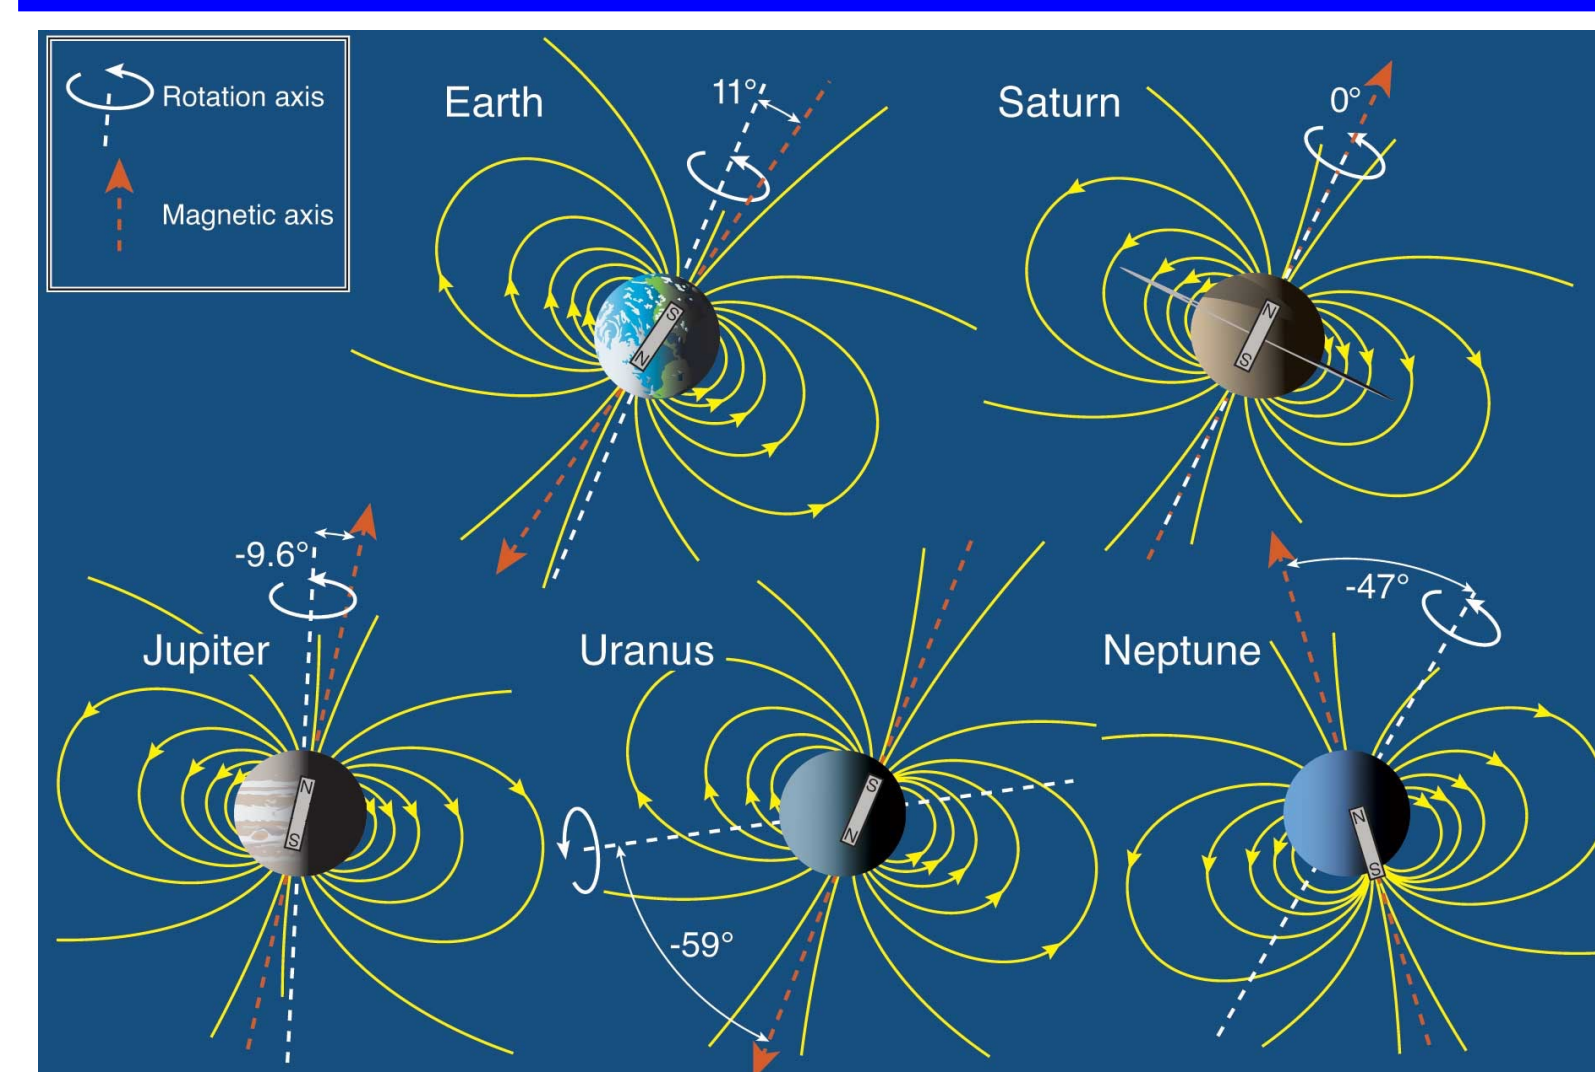 Rotation axis
Magnetic axis
Earth
11°
S
N
Saturn
0°
N
S
Jupiter
-9.6°
N
S
Uranus
-59°
S
N
Neptune
-47°
N
S